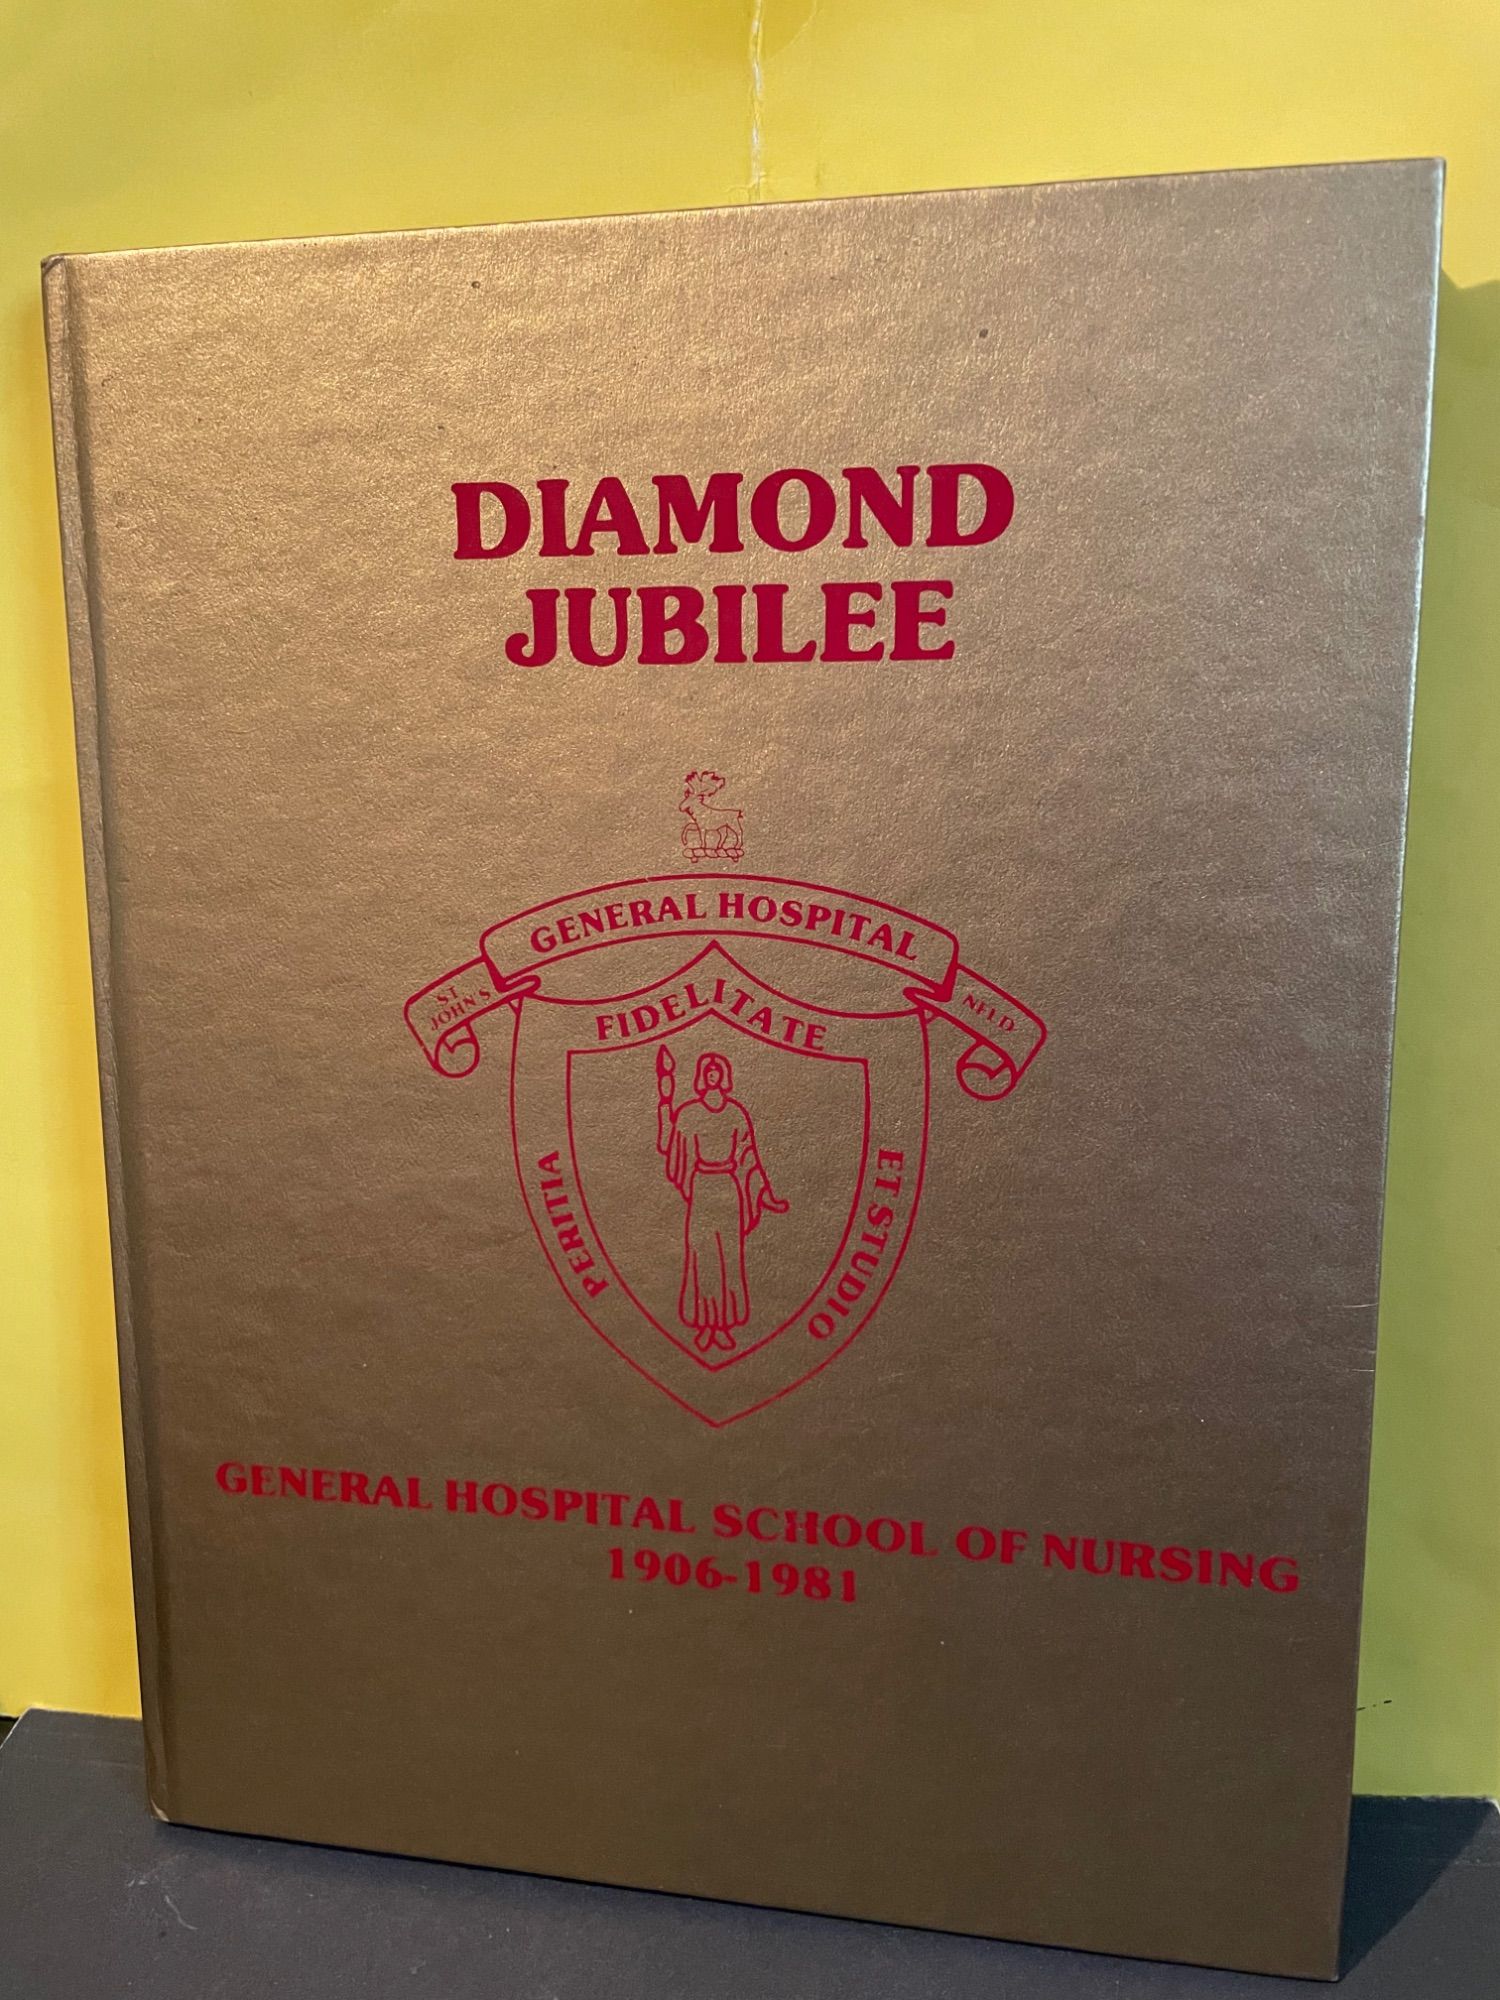 DIAMOND
JUBILEE
GENERAL HOSPITAL
ST.
JOHN'S
NFLD
FIDELITATE
PERITIA
ET STUDIO
GENERAL HOSPITAL SCHOOL OF NURSING
1906-1981